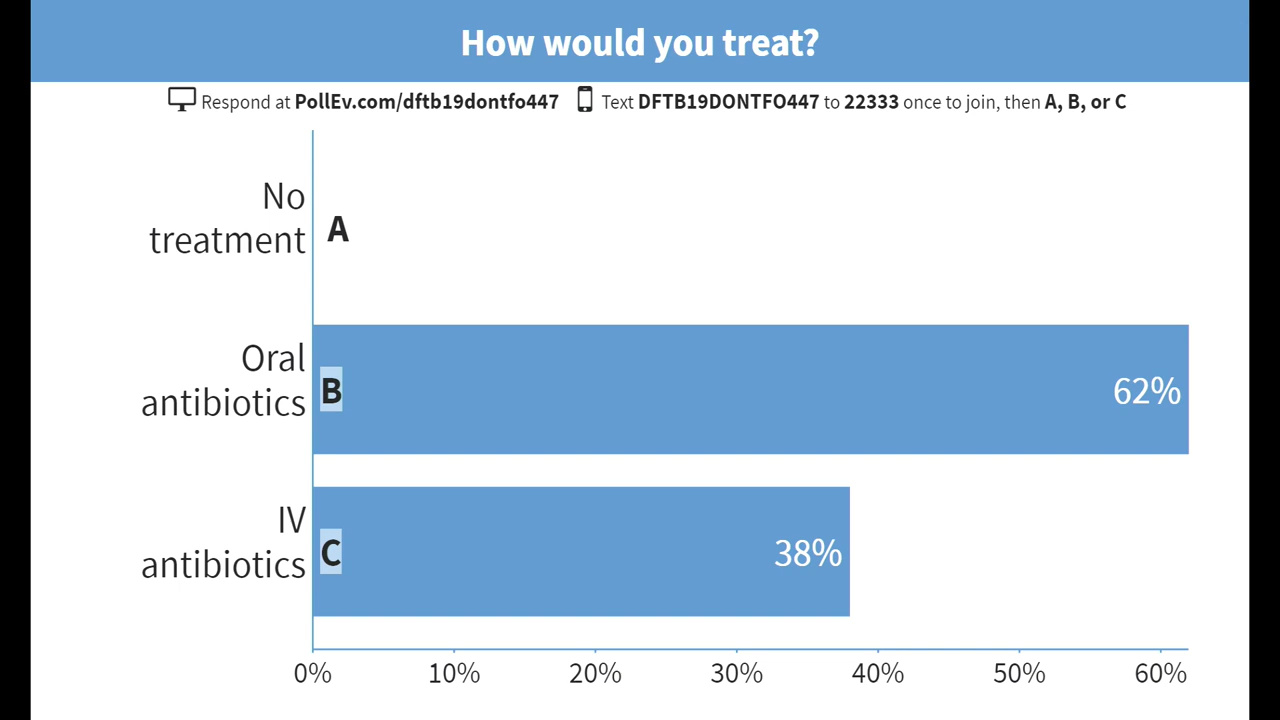 How would you treat?
Respond at PollEv.com/dftb19dontfo447 Text DFTB19DONTFO447 to 22333 once to join, then A, B, or C
No
treatment
A
Oral
antibiotics
B
62%
IV
antibiotics
C
38%
0% 10% 20% 30% 40% 50% 60%